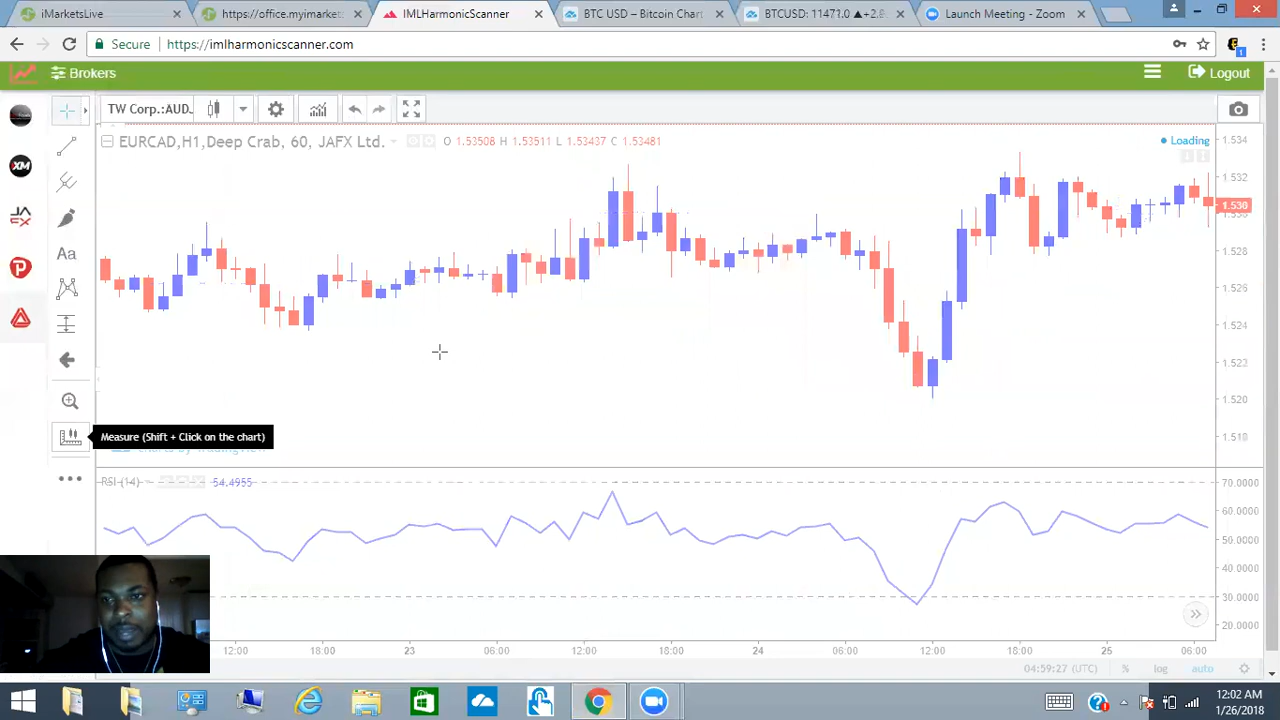 iMarketsLive
https://office.myimarket
IMLHarmonicScanner
BTC USD – Bitcoin Chart
BTCUSD: 11471.0 ▲+2.8
Launch Meeting - Zoom
Secure https://imlharmonicscanner.com
Brokers
Logout
TW Corp.:AUD
EURCAD,H1,Deep Crab, 60, JAFX Ltd. O 1.53508 H 1.53511 L 1.53437 C 1.53481
Loading
1.534
1.532
1.530
1.528
1.526
1.524
1.522
1.520
1.518
XM
Aa
Measure (Shift + Click on the chart)
charts by TradingView
RSI (14) 54.4955
70.0000
60.0000
50.0000
40.0000
30.0000
20.0000
12:00 18:00 23 06:00 12:00 18:00 24 06:00 12:00 18:00 25 06:00
04:59:27 (UTC) % log auto
12:02 AM
1/26/2018